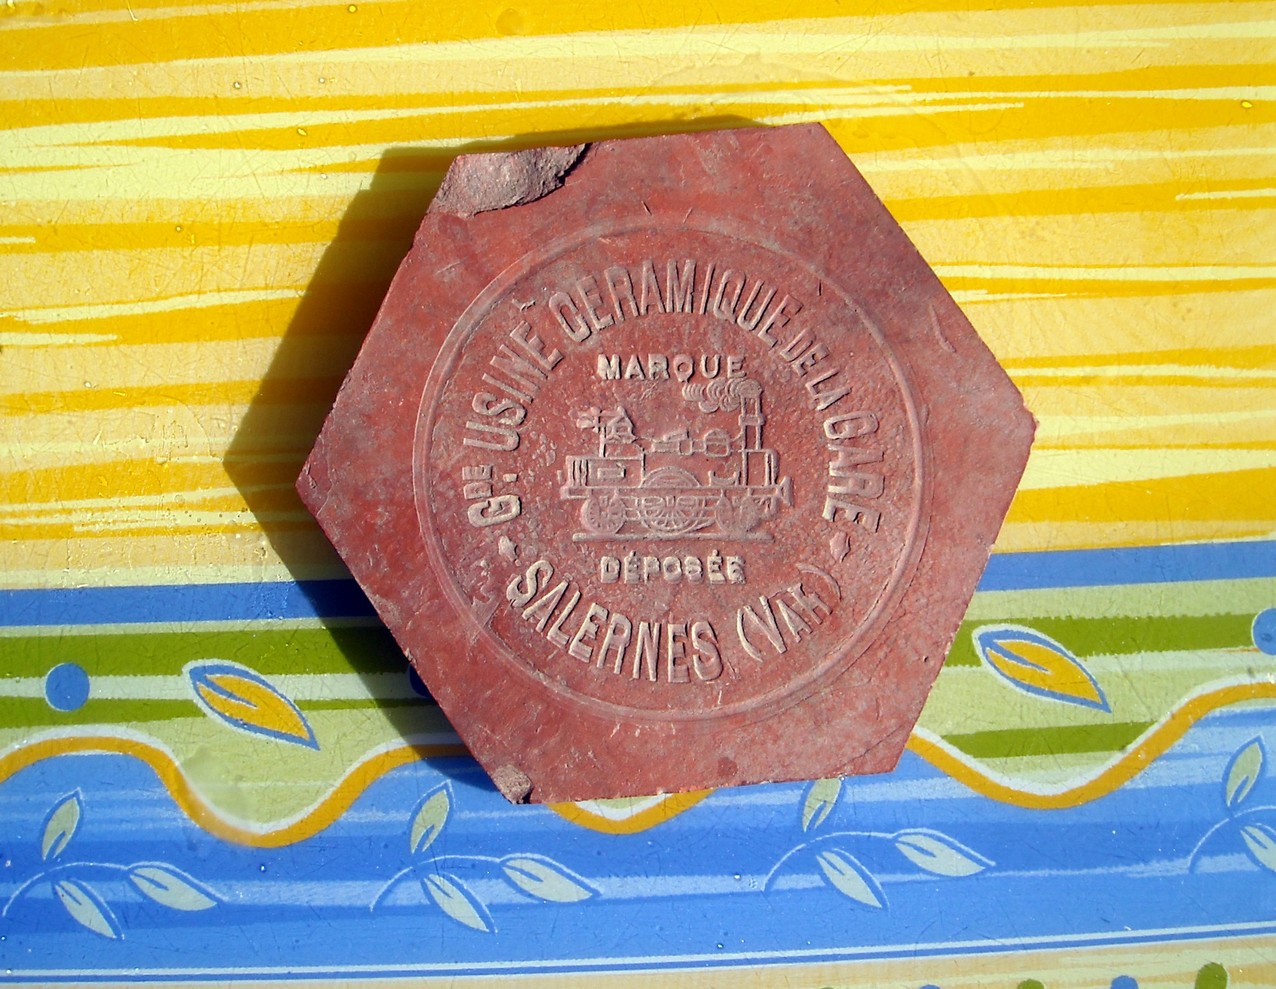 GDE. USINE CERAMIQUE DE LA GARE
MARQUE
DÉPOSÉE
SALERNES (VAR)